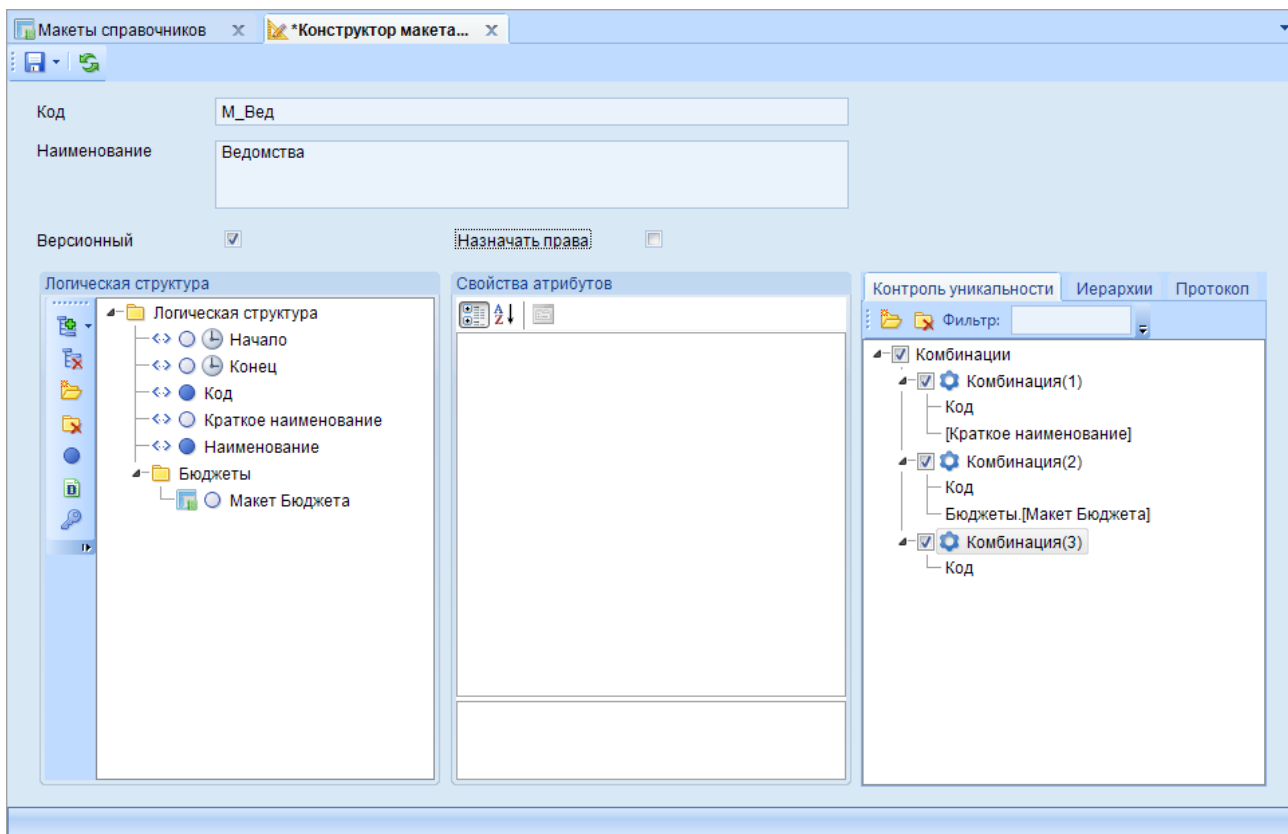 Макеты справочников
*Конструктор макета...
Код
М_Вед
Наименование
Ведомства
Версионный
Назначать права
Логическая структура
Логическая структура
Начало
Конец
Код
Краткое наименование
Наименование
Бюджеты
Макет Бюджета
Свойства атрибутов
Контроль уникальности
Иерархии
Протокол
Фильтр:
Комбинации
Комбинация(1)
Код
[Краткое наименование]
Комбинация(2)
Код
Бюджеты.[Макет Бюджета]
Комбинация(3)
Код